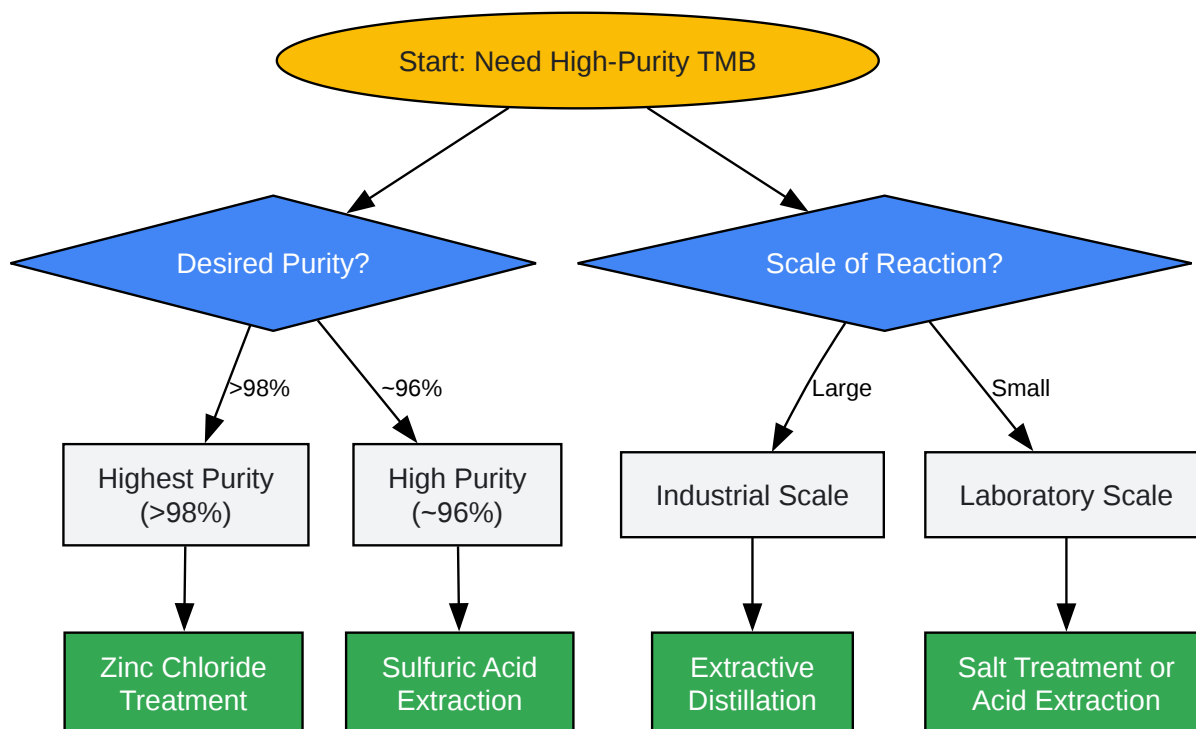 Start: Need High-Purity TMB
Desired Purity?
Scale of Reaction?
>98%
~96%
Large
Small
Highest Purity
(>98%)
High Purity
(~96%)
Industrial Scale
Laboratory Scale
Zinc Chloride
Treatment
Sulfuric Acid
Extraction
Extractive
Distillation
Salt Treatment or
Acid Extraction